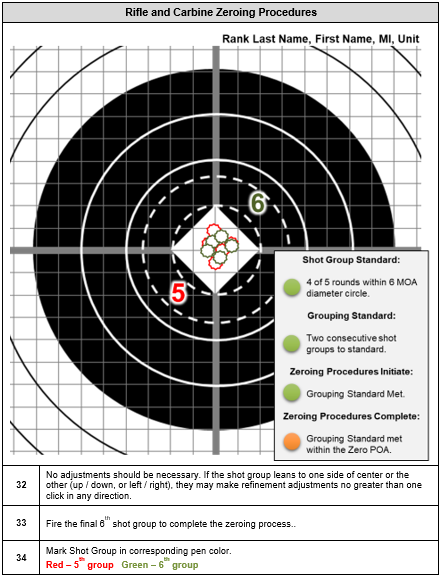 Rifle and Carbine Zeroing Procedures
Rank Last Name, First Name, MI, Unit
6
5
Shot Group Standard:
4 of 5 rounds within 6 MOA
diameter circle.
Grouping Standard:
Two consecutive shot
groups to standard.
Zeroing Procedures Initiate:
Grouping Standard Met.
Zeroing Procedures Complete:
Grouping Standard met
within the Zero POA.
32
No adjustments should be necessary. If the shot group leans to one side of center or the
other (up / down, or left / right), they may make refinement adjustments no greater than one
click in any direction.
33
Fire the final 6th shot group to complete the zeroing process..
34
Mark Shot Group in corresponding pen color.
Red – 5th group Green – 6th group